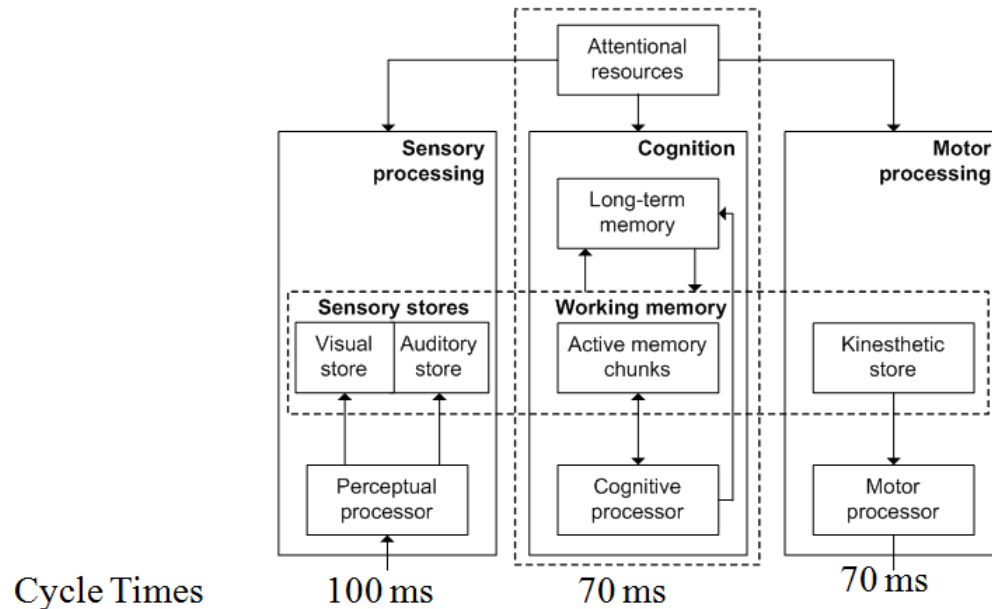 Attentional
resources
Sensory
processing
Cognition
Motor
processing
Long-term
memory
Sensory stores
Working memory
Visual
store
Auditory
store
Active memory
chunks
Kinesthetic
store
Perceptual
processor
Cognitive
processor
Motor
processor
Cycle Times
100 ms
70 ms
70 ms